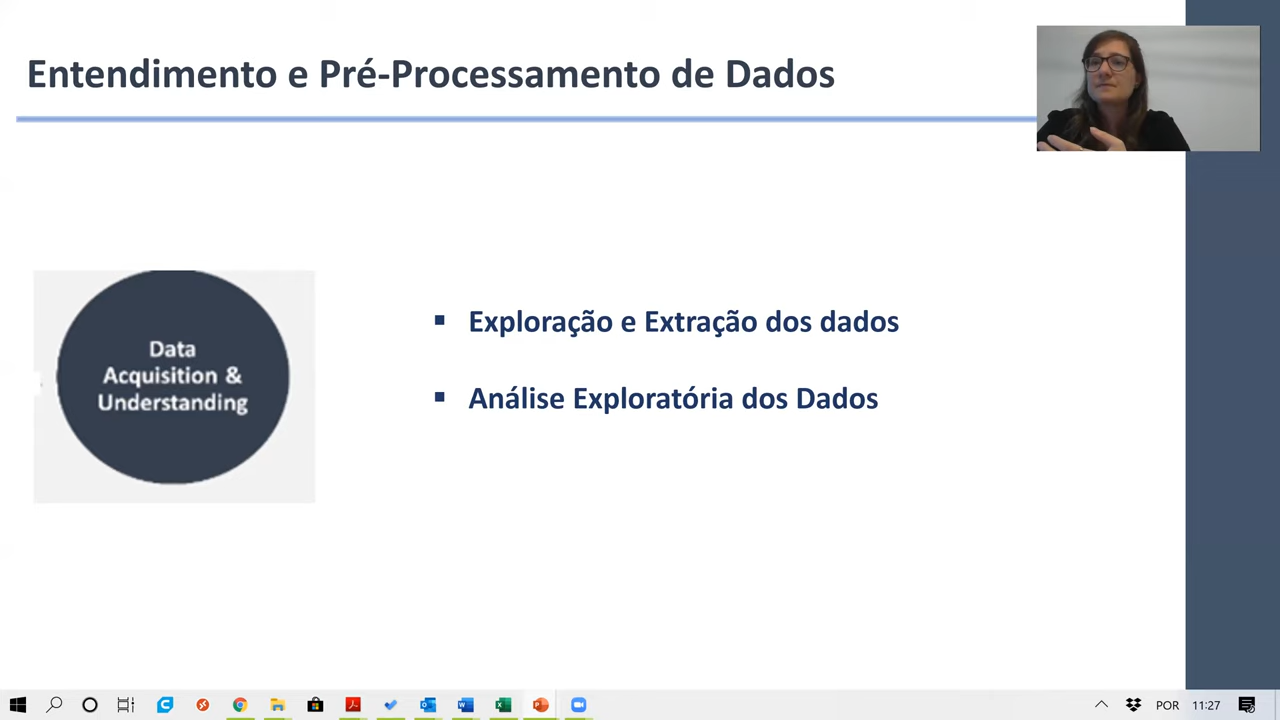 Entendimento e Pré-Processamento de Dados
Data
Acquisition &
Understanding
▪ Exploração e Extração dos dados
▪ Análise Exploratória dos Dados
POR
11:27